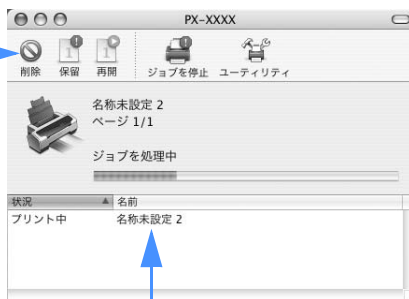 PX-XXXX
削除 保留 再開 ジョブを停止 ユーティリティ
名称未設定 2
ページ 1/1
ジョブを処理中
状況 名前
プリント中 名称未設定 2